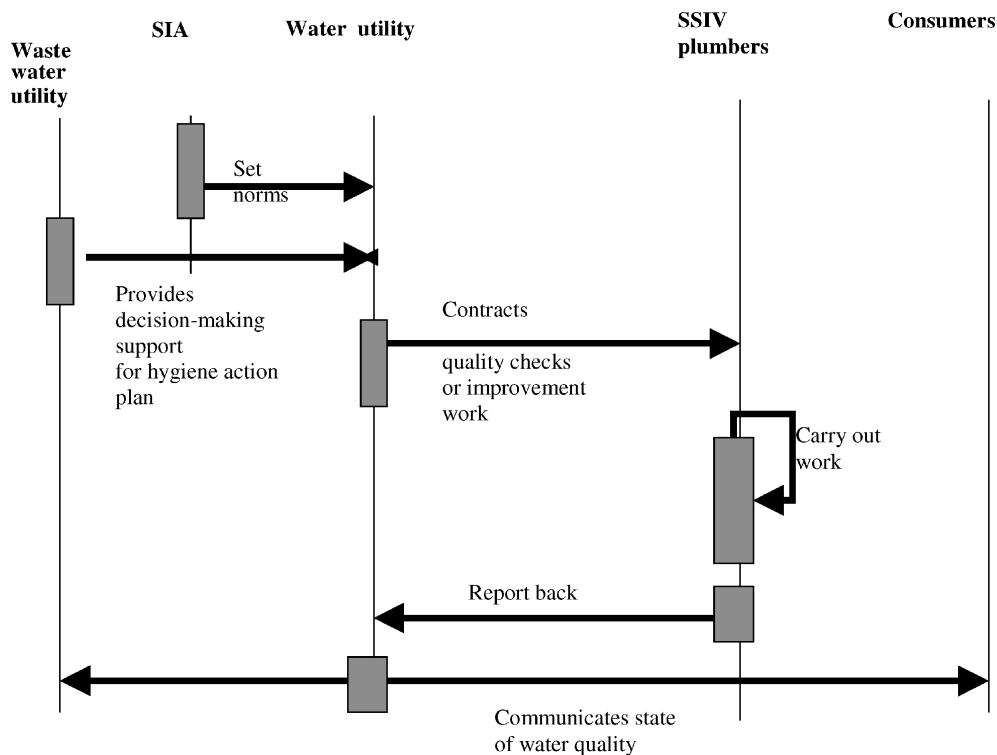 Waste
water
utility
SIA
Water utility
SSIV
plumbers
Consumers
Set
norms
Provides
decision-making
support
for hygiene action
plan
Contracts
quality checks
or improvement
work
Carry out
work
Report back
Communicates state
of water quality